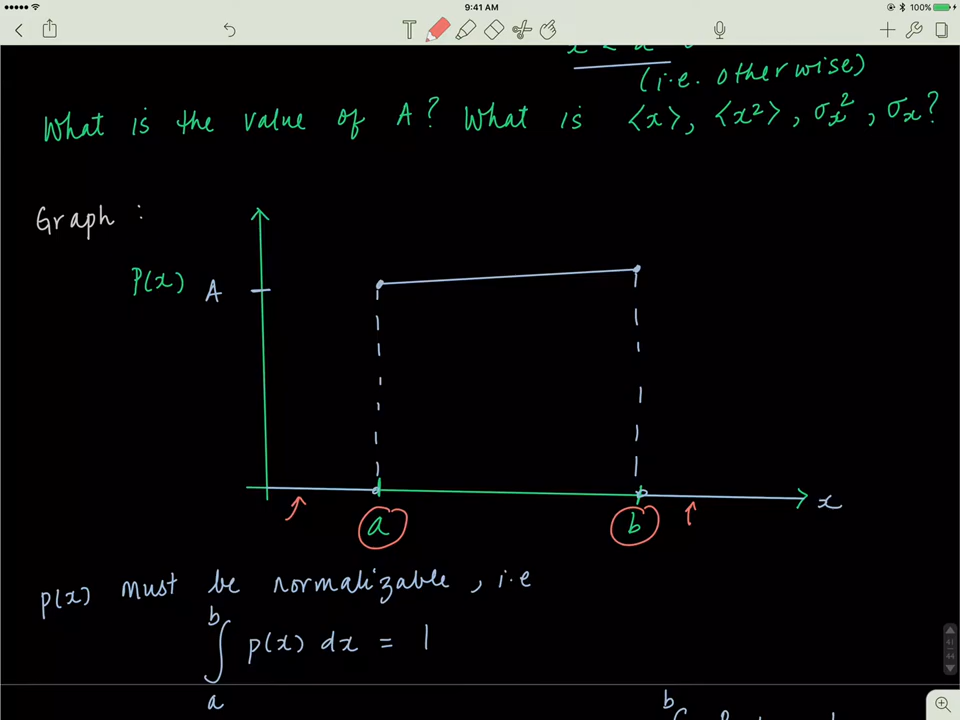 9:41 AM
100%
T
(i.e. otherwise)
What is the value of A? What is <x>, <x²>, σₓ², σₓ?
Graph :
P(x) A
x
a b
p(x) must be normalizable, i.e
b
∫ p(x) dx = 1
a
b